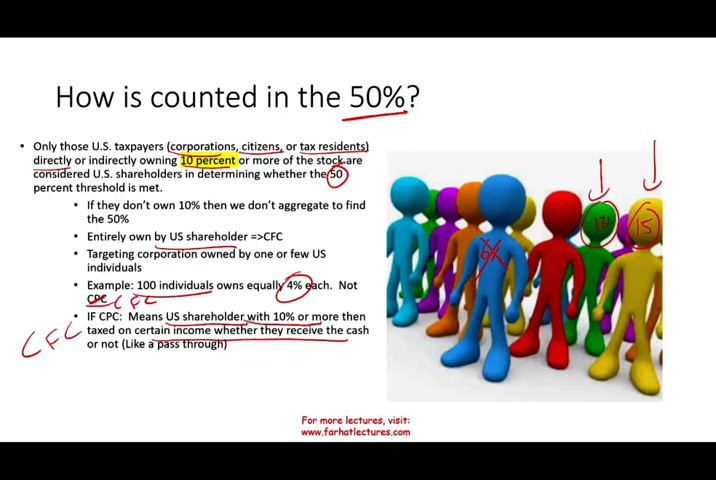 How is counted in the 50%?
• Only those U.S. taxpayers (corporations, citizens, or tax residents)
directly or indirectly owning 10 percent or more of the stock are
considered U.S. shareholders in determining whether the 50
percent threshold is met.
• If they don't own 10% then we don't aggregate to find
the 50%
• Entirely own by US shareholder =>CFC
• Targeting corporation owned by one or few US
individuals
• Example: 100 individuals owns equally 4% each. Not
CPC CFC
• IF CPC: Means US shareholder with 10% or more then
CFC
taxed on certain income whether they receive the cash
or not (Like a pass through)
15
For more lectures, visit:
www.farhatlectures.com